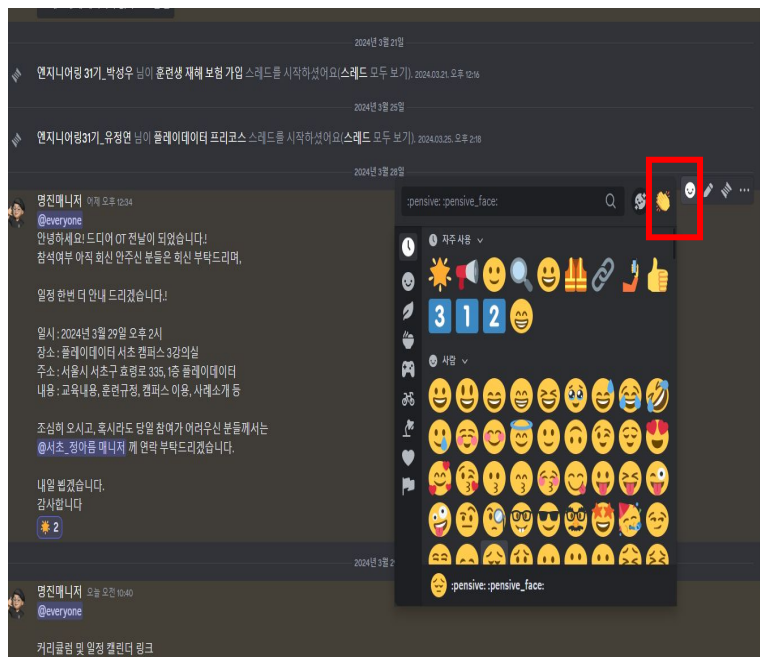 2024년 3월 21일
엔지니어링 31기_박성우 님이 훈련생 재해 보험 가입 스레드를 시작하셨어요(스레드 모두 보기). 2024.03.21. 오후 12:16
2024년 3월 25일
엔지니어링31기_유정연 님이 플레이데이터 프리코스 스레드를 시작하셨어요(스레드 모두 보기). 2024.03.25. 오후 2:18
2024년 3월 28일
명진매니저 어제 오후 12:34
@everyone
안녕하세요! 드디어 OT 전날이 되었습니다.!
참석여부 아직 회신 안주신 분들은 회신 부탁드리며,
일정 한번 더 안내 드리겠습니다.!
일시 : 2024년 3월 29일 오후 2시
장소 : 플레이데이터 서초 캠퍼스 3강의실
주소 : 서울시 서초구 효령로 335, 1층 플레이데이터
내용 : 교육내용, 훈련규정, 캠퍼스 이용, 사례소개 등
조심히 오시고, 혹시라도 당일 참여가 어려우신 분들께서는
@서초_정아름 매니저 께 연락 부탁드리겠습니다.
내일 뵙겠습니다.
감사합니다
2
:pensive: :pensive_face:
자주 사용
3 1 2
사람
:pensive: :pensive_face:
2024년 3월 2
명진매니저 오늘 오전 10:40
@everyone
커리큘럼 및 일정 캘린더 링크